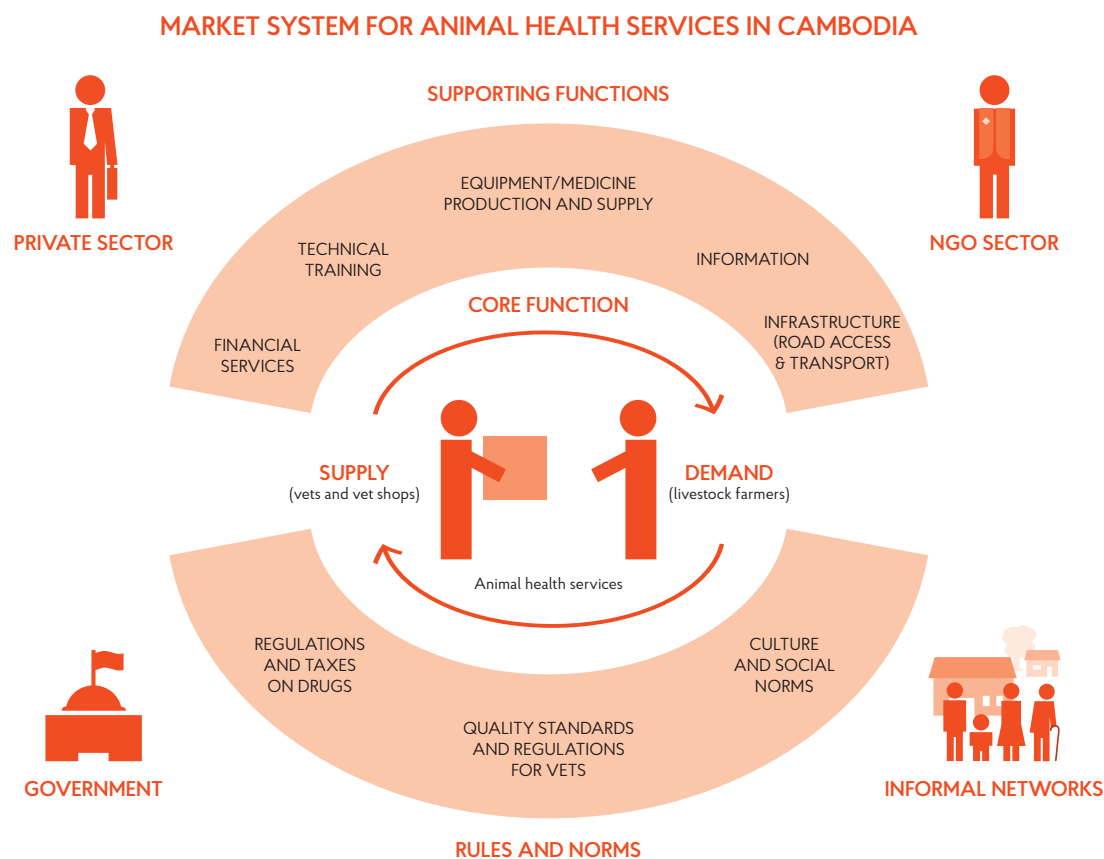 MARKET SYSTEM FOR ANIMAL HEALTH SERVICES IN CAMBODIA
SUPPORTING FUNCTIONS
PRIVATE SECTOR
NGO SECTOR
EQUIPMENT/MEDICINE
PRODUCTION AND SUPPLY
TECHNICAL
TRAINING
INFORMATION
FINANCIAL
SERVICES
INFRASTRUCTURE
(ROAD ACCESS
& TRANSPORT)
CORE FUNCTION
SUPPLY
(vets and vet shops)
DEMAND
(livestock farmers)
Animal health services
REGULATIONS
AND TAXES
ON DRUGS
QUALITY STANDARDS
AND REGULATIONS
FOR VETS
CULTURE
AND SOCIAL
NORMS
GOVERNMENT
INFORMAL NETWORKS
RULES AND NORMS